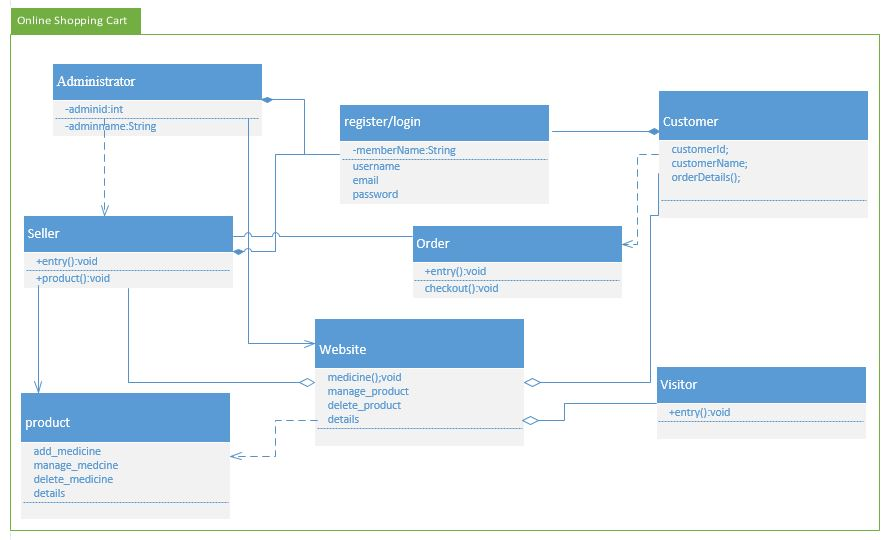 Online Shopping Cart
Administrator
-adminid:int
-adminname:String
register/login
-memberName:String
username
email
password
Customer
customerId;
customerName;
orderDetails();
Seller
+entry():void
+product():void
Order
+entry():void
checkout():void
Website
medicine();void
manage_product
delete_product
details
Visitor
+entry():void
product
add_medicine
manage_medcine
delete_medicine
details